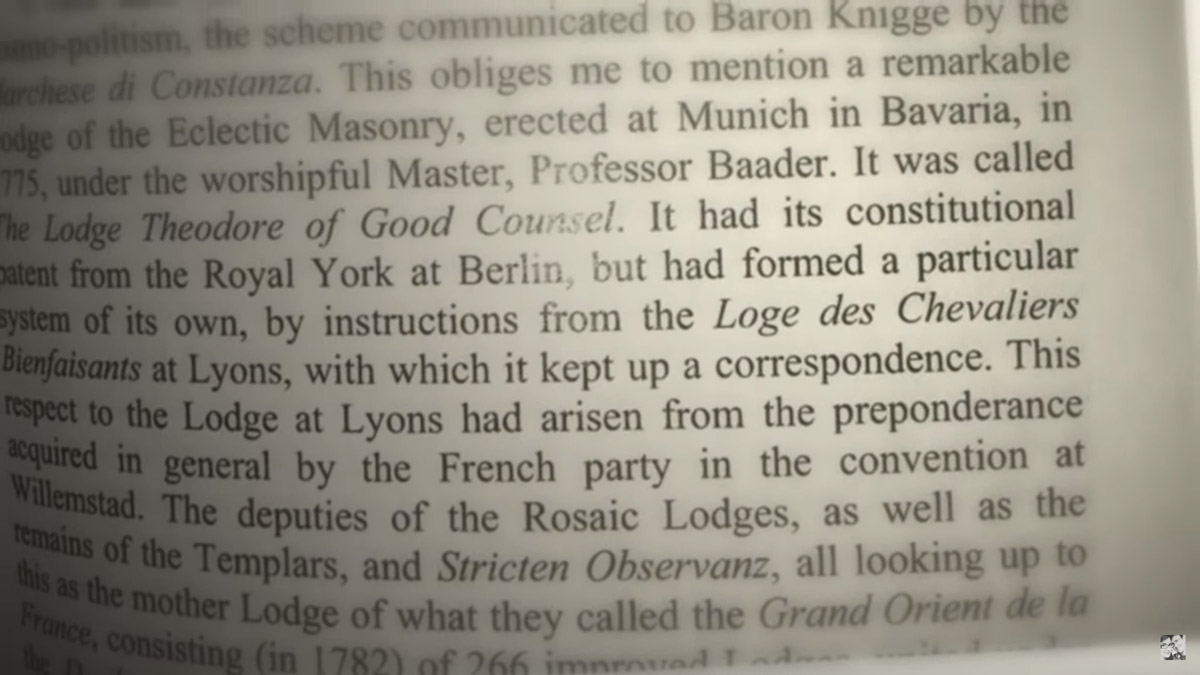 the scheme communicated to Baron Knigge by the
di Constanza. This obliges me to mention a remarkable
of the Eclectic Masonry, erected at Munich in Bavaria, in
775, under the worshipful Master, Professor Baader. It was called
The Lodge Theodore of Good Counsel. It had its constitutional
patent from the Royal York at Berlin, but had formed a particular
system of its own, by instructions from the Loge des Chevaliers
Bienfaisants at Lyons, with which it kept up a correspondence. This
respect to the Lodge at Lyons had arisen from the preponderance
acquired in general by the French party in the convention at
Willemstad. The deputies of the Rosaic Lodges, as well as the
remains of the Templars, and Stricten Observanz, all looking up to
this as the mother Lodge of what they called the Grand Orient de la
France, consisting (in 1782) of 266 improved
the